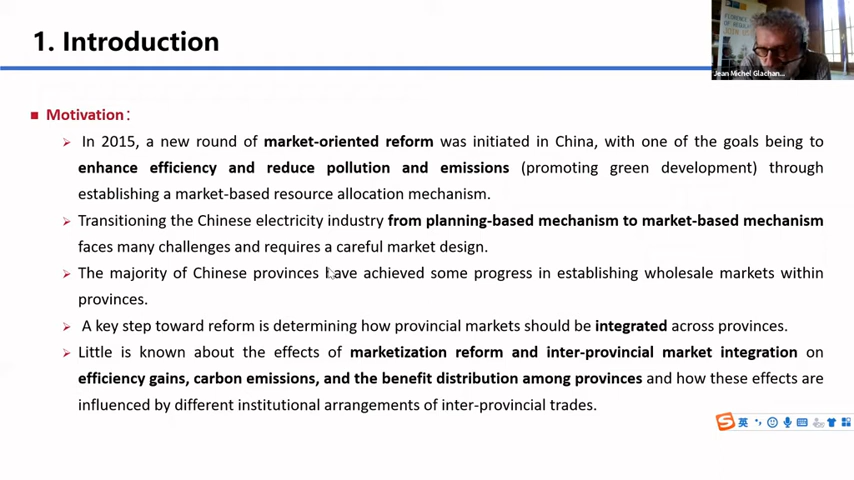 1. Introduction
FLORENCE
Jean Michel Glachan...
Motivation:
In 2015, a new round of market-oriented reform was initiated in China, with one of the goals being to
enhance efficiency and reduce pollution and emissions (promoting green development) through
establishing a market-based resource allocation mechanism.
Transitioning the Chinese electricity industry from planning-based mechanism to market-based mechanism
faces many challenges and requires a careful market design.
The majority of Chinese provinces have achieved some progress in establishing wholesale markets within
provinces.
A key step toward reform is determining how provincial markets should be integrated across provinces.
Little is known about the effects of marketization reform and inter-provincial market integration on
efficiency gains, carbon emissions, and the benefit distribution among provinces and how these effects are
influenced by different institutional arrangements of inter-provincial trades.
S 英